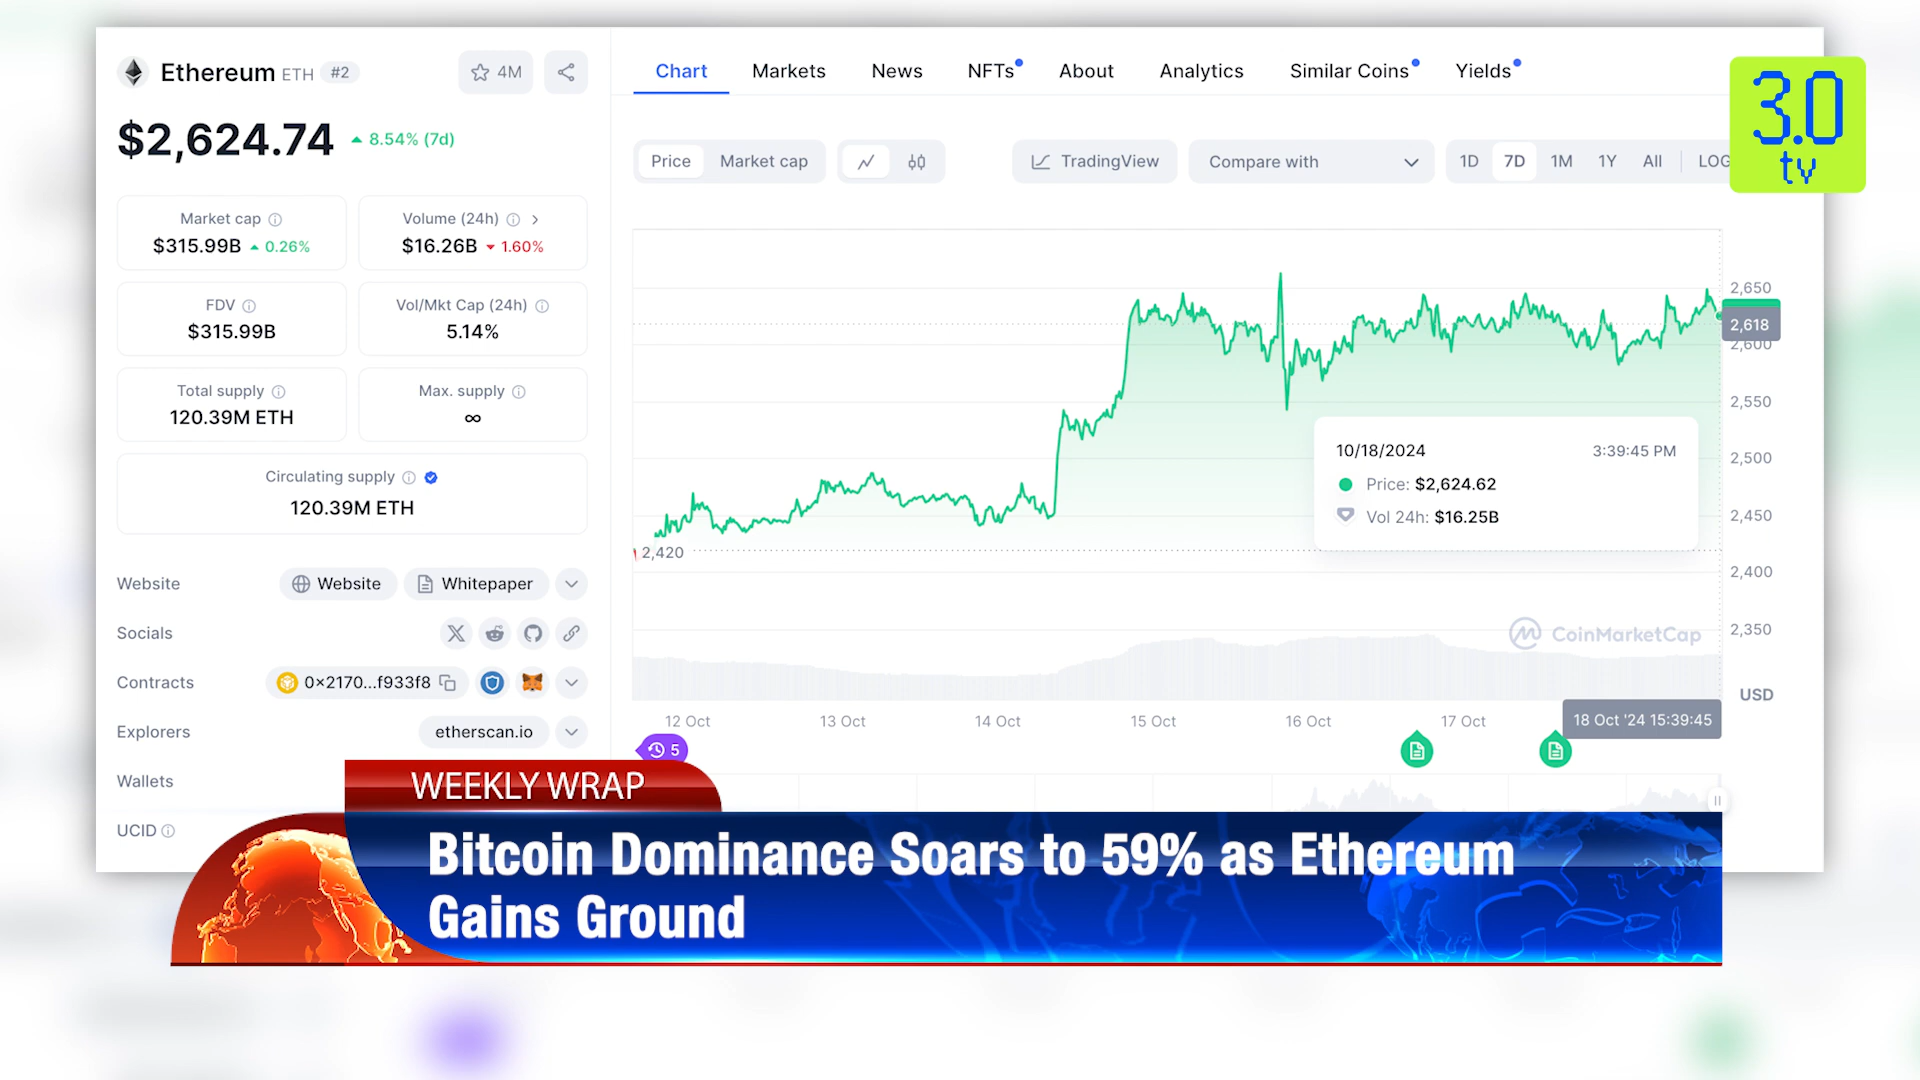 Ethereum ETH #2
4M
$2,624.74 8.54% (7d)
Market cap
$315.99B 0.26%
Volume (24h)
$16.26B 1.60%
FDV
$315.99B
Vol/Mkt Cap (24h)
5.14%
Total supply
120.39M ETH
Max. supply
∞
Circulating supply
120.39M ETH
Website Website Whitepaper
Socials
Contracts 0×2170...f933f8
Explorers etherscan.io
Wallets
UCID
Chart Markets News NFTs About Analytics Similar Coins Yields
Price Market cap TradingView Compare with 1D 7D 1M 1Y All LOG
3.0
tv
2,650
2,618
2,600
2,550
2,500
2,450
2,400
2,350
USD
2,420
10/18/2024 3:39:45 PM
Price: $2,624.62
Vol 24h: $16.25B
CoinMarketCap
12 Oct 13 Oct 14 Oct 15 Oct 16 Oct 17 Oct 18 Oct '24 15:39:45
5
WEEKLY WRAP
Bitcoin Dominance Soars to 59% as Ethereum
Gains Ground